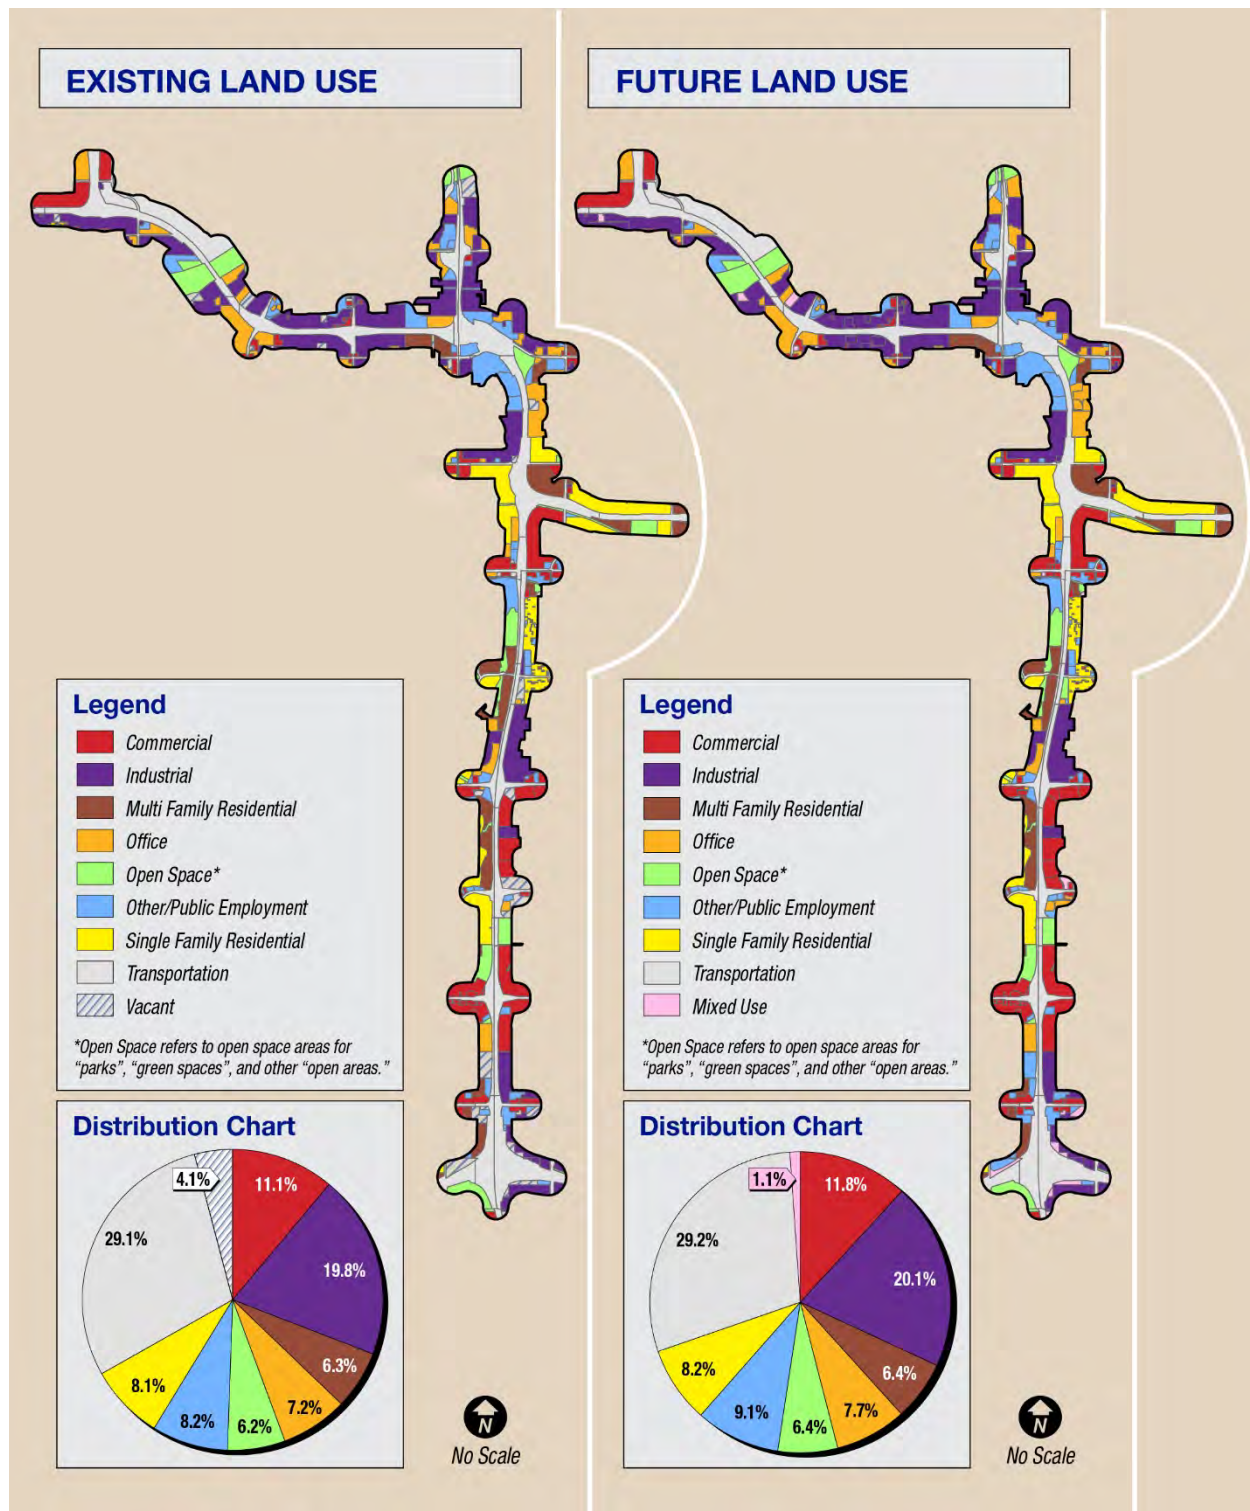 EXISTING LAND USE
Legend
Commercial
Industrial
Multi Family Residential
Office
Open Space*
Other/Public Employment
Single Family Residential
Transportation
Vacant
*Open Space refers to open space areas for
“parks”, “green spaces”, and other “open areas.”
Distribution Chart
4.1%
11.1%
29.1%
19.8%
6.3%
8.1%
7.2%
8.2%
6.2%
N
No Scale
FUTURE LAND USE
Legend
Commercial
Industrial
Multi Family Residential
Office
Open Space*
Other/Public Employment
Single Family Residential
Transportation
Mixed Use
*Open Space refers to open space areas for
“parks”, “green spaces”, and other “open areas.”
Distribution Chart
1.1%
11.8%
29.2%
20.1%
8.2%
6.4%
9.1%
7.7%
6.4%
N
No Scale